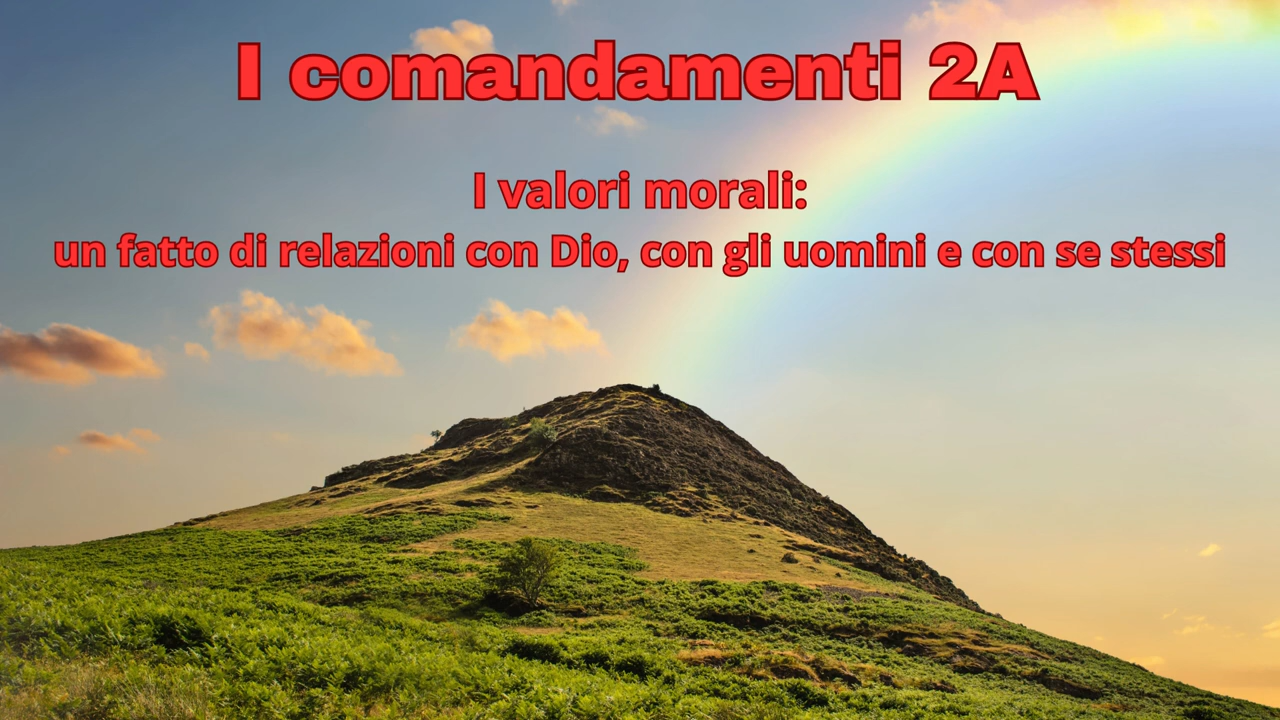 I comandamenti 2A
I valori morali:
un fatto di relazioni con Dio, con gli uomini e con se stessi